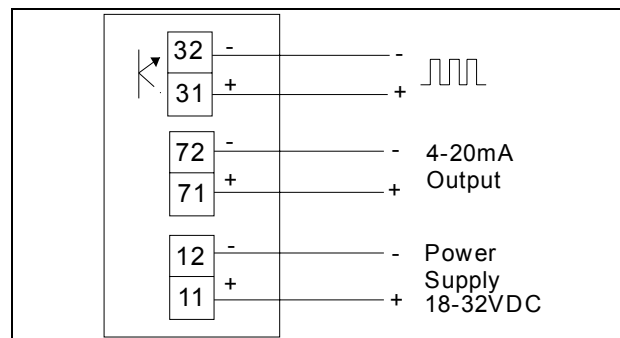 32 - -
31 + +
72 - - 4-20mA
71 + + Output
12 - - Power
Supply
11 + + 18-32VDC